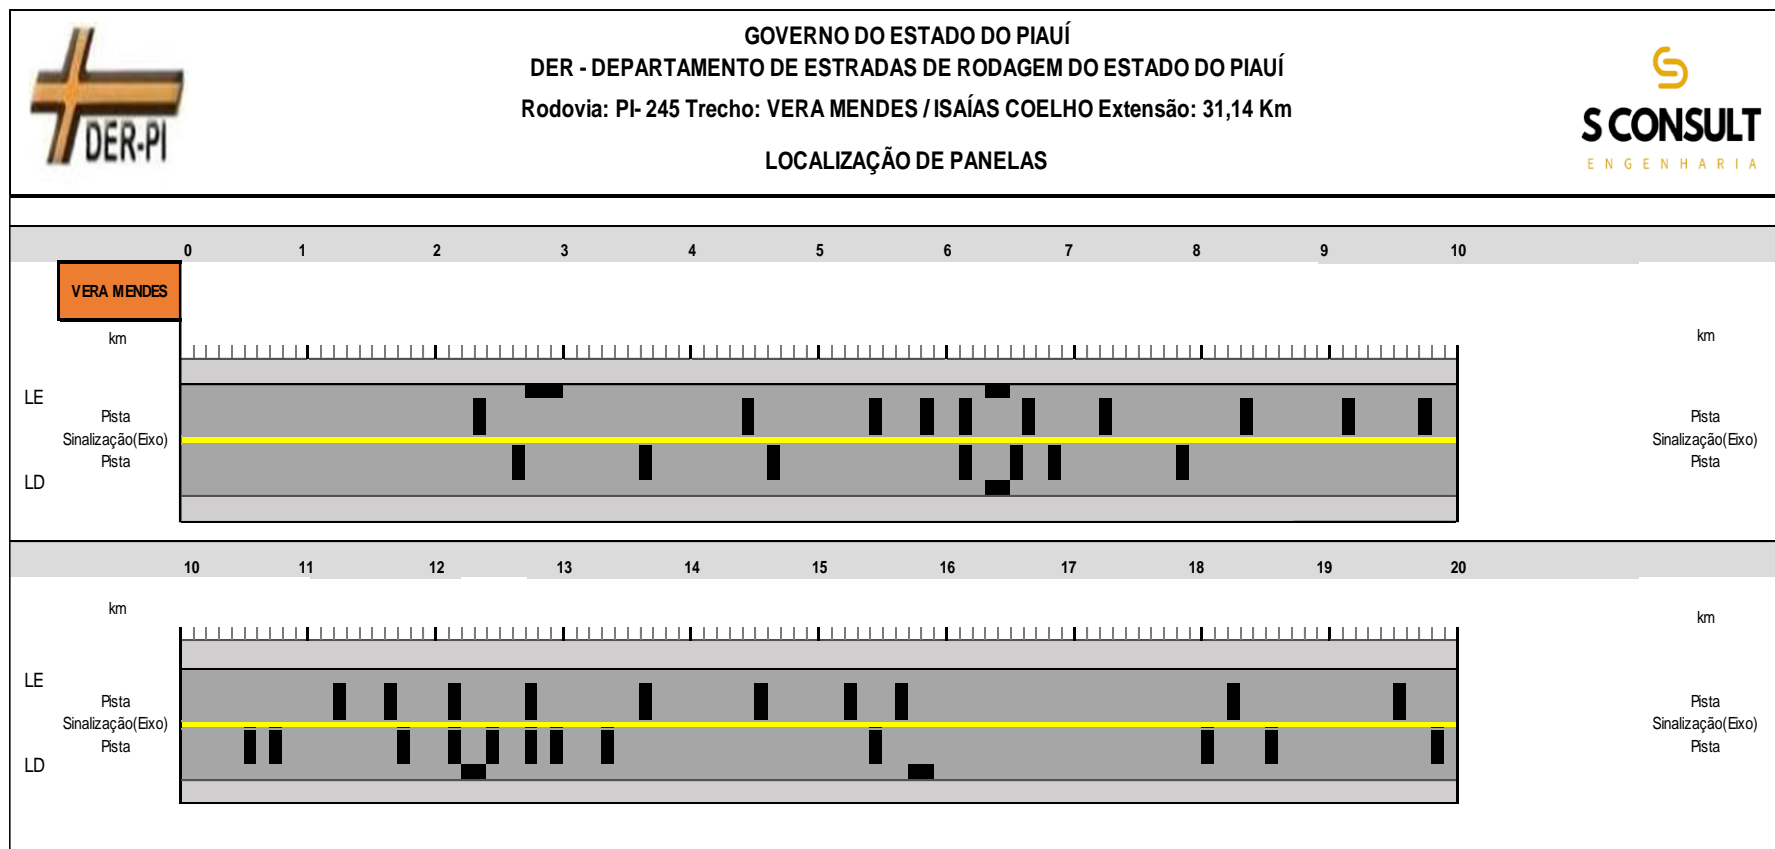 GOVERNO DO ESTADO DO PIAUÍ
DER - DEPARTAMENTO DE ESTRADAS DE RODAGEM DO ESTADO DO PIAUÍ
Rodovia: PI- 245 Trecho: VERA MENDES / ISAÍAS COELHO Extensão: 31,14 Km
LOCALIZAÇÃO DE PANELAS
DER-PI
S CONSULT
ENGENHARIA
0 1 2 3 4 5 6 7 8 9 10
VERA MENDES
km km
LE
Pista Pista
Sinalização(Eixo) Sinalização(Eixo)
Pista Pista
LD
10 11 12 13 14 15 16 17 18 19 20
km km
LE
Pista Pista
Sinalização(Eixo) Sinalização(Eixo)
Pista Pista
LD